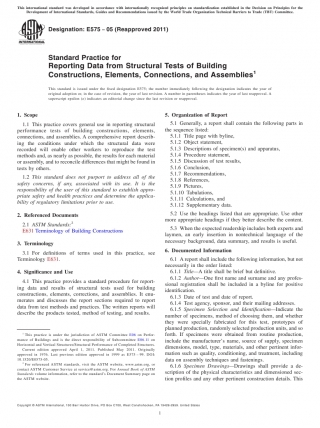 This international standard was developed in accordance with internationally recognized principles on standardization established in the Decision on Principles for the
Development of International Standards, Guides and Recommendations issued by the World Trade Organization Technical Barriers to Trade (TBT) Committee.
Designation: E575 – 05 (Reapproved 2011)
Standard Practice for
Reporting Data from Structural Tests of Building
Constructions, Elements, Connections, and Assemblies1
This standard is issued under the fixed designation E575; the number immediately following the designation indicates the year of
original adoption or, in the case of revision, the year of last revision. A number in parentheses indicates the year of last reapproval. A
superscript epsilon (ε) indicates an editorial change since the last revision or reapproval.
1. Scope
1.1 This practice covers general use in reporting structural
performance tests of building constructions, elements,
connections, and assemblies. A comprehensive report describ-
ing the conditions under which the structural data were
recorded will enable other workers to reproduce the test
methods and, as nearly as possible, the results for each material
or assembly, and to reconcile differences that might be found in
tests by others.
1.2 This standard does not purport to address all of the
safety concerns, if any, associated with its use. It is the
responsibility of the user of this standard to establish appro-
priate safety and health practices and determine the applica-
bility of regulatory limitations prior to use.
2. Referenced Documents
2.1 ASTM Standards:2
E631 Terminology of Building Constructions
3. Terminology
3.1 For definitions of terms used in this practice, see
Terminology E631.
4. Significance and Use
4.1 This practice provides a standard procedure for report-
ing data and results of structural tests used for building
constructions, elements, connections, and assemblies. It enu-
merates and discusses the report sections required to report
data from test methods and practices. The written reports will
describe the products tested, method of testing, and results.
1 This practice is under the jurisdiction of ASTM Committee E06 on Perfor-
mance of Buildings and is the direct responsibility of Subcommittee E06.11 on
Horizontal and Vertical Structures/Structural Performance of Completed Structures.
Current edition approved April 1, 2011. Published May 2011. Originally
approved in 1976. Last previous edition approved in 2005 as E575 – 05. DOI:
10.1520/E0575-05.
2 For referenced ASTM standards, visit the ASTM website, www.astm.org, or
contact ASTM Customer Service at service@astm.org. For Annual Book of ASTM
Standards volume information, refer to the standard's Document Summary page on
the ASTM website.
5. Organization of Report
5.1 Generally, a report shall contain the following parts in
the sequence listed:
5.1.1 Title page with byline,
5.1.2 Object statement,
5.1.3 Descriptions of specimen(s) and apparatus,
5.1.4 Procedure statement,
5.1.5 Discussion of test results,
5.1.6 Conclusion,
5.1.7 Recommendations,
5.1.8 References,
5.1.9 Pictures,
5.1.10 Tabulations,
5.1.11 Calculations, and
5.1.12 Supplementary data.
5.2 Use the headings listed that are appropriate. Use other
more appropriate headings if they better describe the content.
5.3 When the expected readership includes both experts and
laymen, an early insertion in nontechnical language of the
necessary background, data summary, and results is useful.
6. Documented Information
6.1 A report shall include the following information, but not
necessarily in the order listed:
6.1.1 Title—A title shall be brief but definitive.
6.1.2 Author—One first name and surname and any profes-
sional registration shall be included in a byline for positive
identification.
6.1.3 Date of test and date of report.
6.1.4 Test agency, sponsor, and their mailing addresses.
6.1.5 Specimen Selection and Identification—Indicate the
number of specimens, method of choosing them, and whether
they were specially fabricated for this test, prototypes of
planned production, randomly selected production units, and so
forth. If specimens were obtained from routine production,
include the manufacturer's name, source of supply, specimen
dimensions, model, type, materials, and other pertinent infor-
mation such as quality, conditioning, and treatment, including
data on assembly techniques and fastenings.
6.1.6 Specimen Drawings—Drawings shall provide a de-
scription of the physical characteristics and dimensioned sec-
tion profiles and any other pertinent construction details. This
1